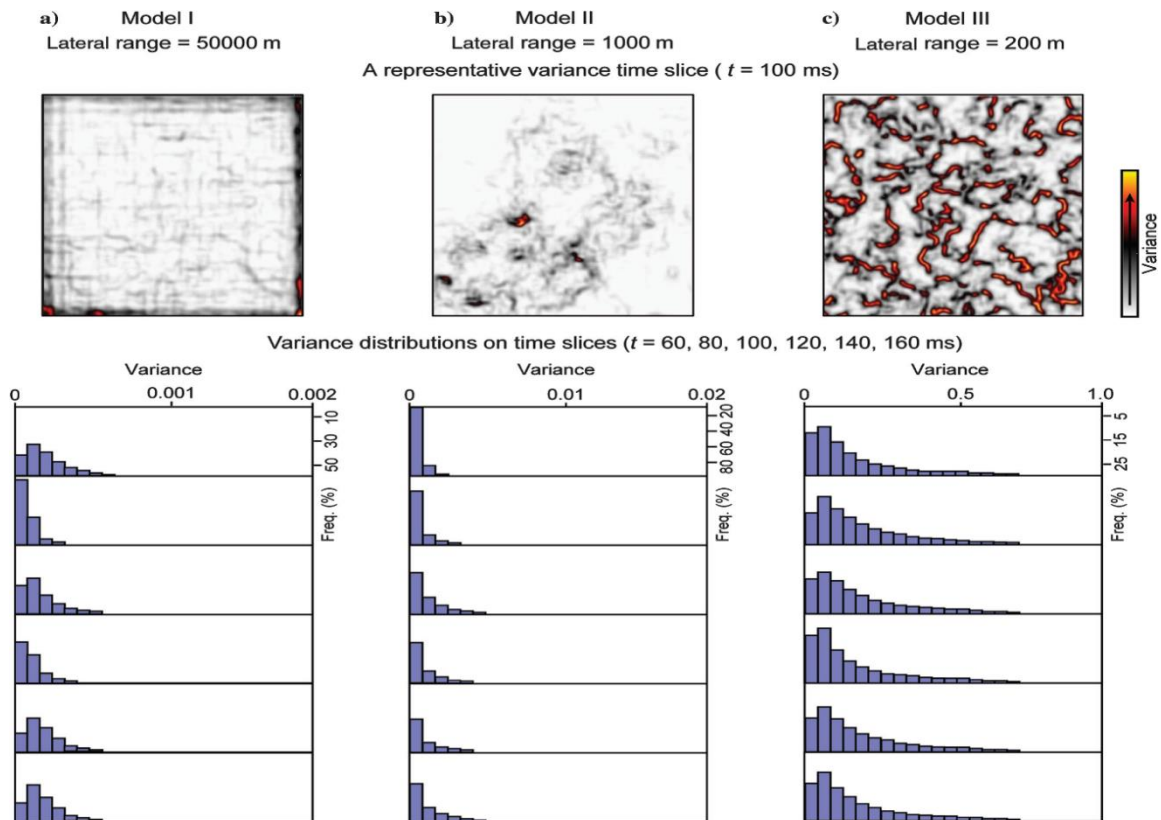 a) Model I
Lateral range = 50000 m
b) Model II
Lateral range = 1000 m
c) Model III
Lateral range = 200 m
A representative variance time slice ( t = 100 ms)
Variance
Variance distributions on time slices (t = 60, 80, 100, 120, 140, 160 ms)
Variance
0 0.001 0.002
10
30
50
Freq. (%)
Variance
0 0.01 0.02
20
40
60
80
Freq. (%)
Variance
0 0.5 1.0
5
15
25
Freq. (%)